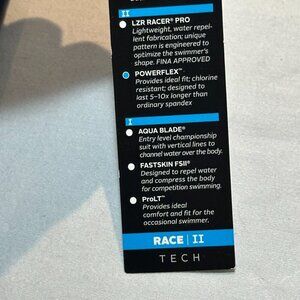 II
LZR RACER® PRO
Lightweight, water repel-
lent fabrication; unique
pattern is engineered to
optimize the swimmer's
shape. FINA APPROVED
POWERFLEX™
Provides ideal fit; chlorine
resistant; designed to
last 5-10x longer than
ordinary spandex
I
AQUA BLADE®
Entry level championship
suit with vertical lines to
channel water over the body.
FASTSKIN FSII®
Designed to repel water
and compress the body
for competition swimming.
ProLT™
Provides ideal
comfort and fit for the
occasional swimmer.
RACE | II
TECH